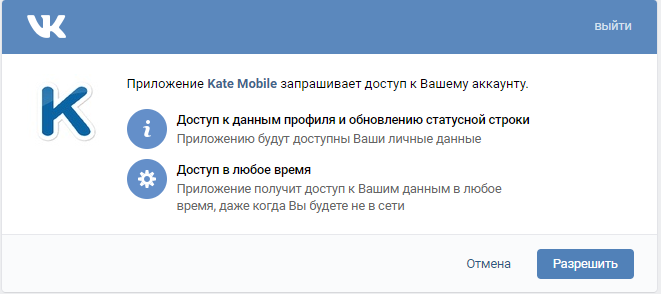 выйти
Приложение Kate Mobile запрашивает доступ к Вашему аккаунту.
Доступ к данным профиля и обновлению статусной строки
Приложению будут доступны Ваши личные данные
Доступ в любое время
Приложение получит доступ к Вашим данным в любое
время, даже когда Вы будете не в сети
Отмена
Разрешить